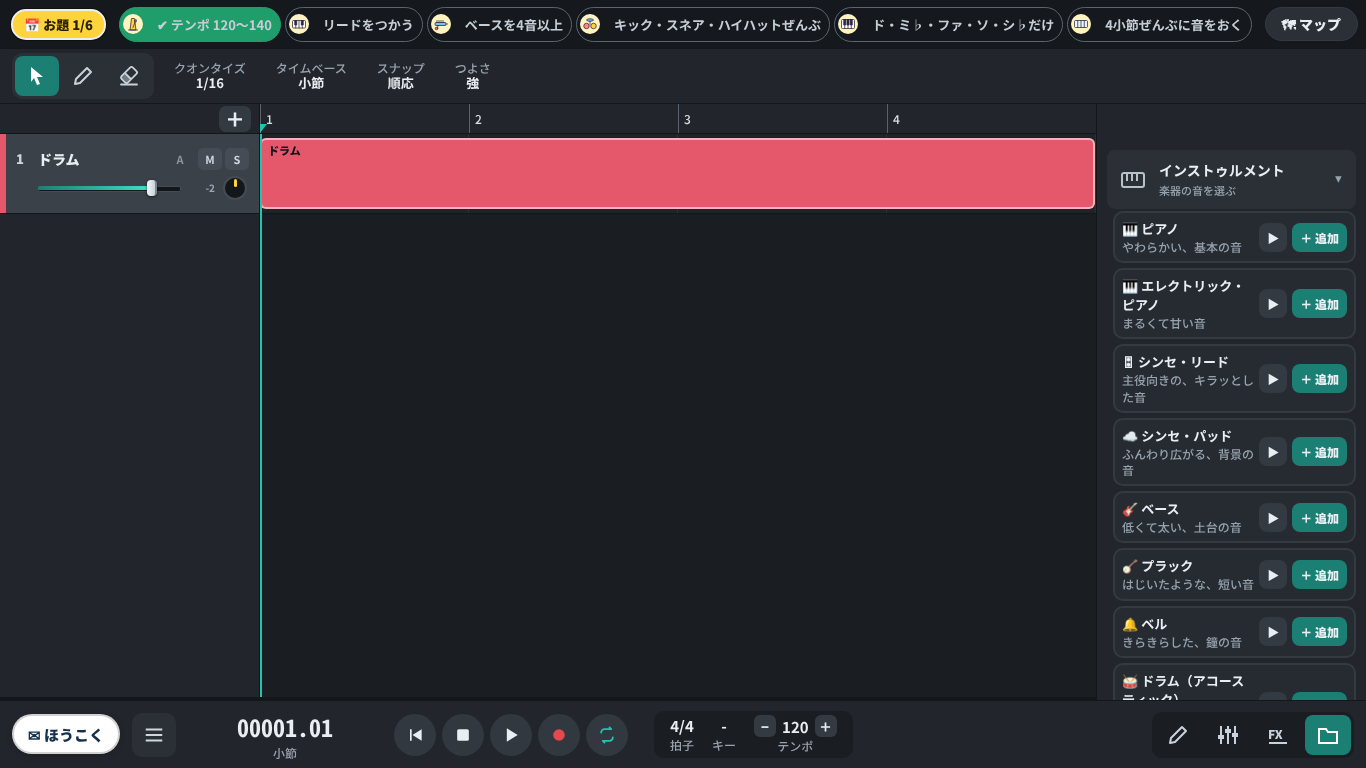 📅 お題 1/6
✔ テンポ 120〜140
リードをつかう
ベースを4音以上
キック・スネア・ハイハットぜんぶ
ド・ミ♭・ファ・ソ・シ♭だけ
4小節ぜんぶに音をおく
🗺 マップ
クオンタイズ
1/16
タイムベース
小節
スナップ
順応
つよさ
強
1
2
3
4
1 ドラム A M S
-2
ドラム
インストゥルメント
楽器の音を選ぶ
▼
🎹 ピアノ
やわらかい、基本の音
▶ ＋ 追加
🎹 エレクトリック・
ピアノ
まるくて甘い音
▶ ＋ 追加
🎛 シンセ・リード
主役向きの、キラッとし
た音
▶ ＋ 追加
☁️ シンセ・パッド
ふんわり広がる、背景の
音
▶ ＋ 追加
🎸 ベース
低くて太い、土台の音
▶ ＋ 追加
🪕 プラック
はじいたような、短い音
▶ ＋ 追加
🔔 ベル
きらきらした、鐘の音
▶ ＋ 追加
🥁 ドラム（アコース
ティック）
✉ ほうこく
00001.01
小節
4/4
拍子
-
キー
− 120 +
テンポ
FX